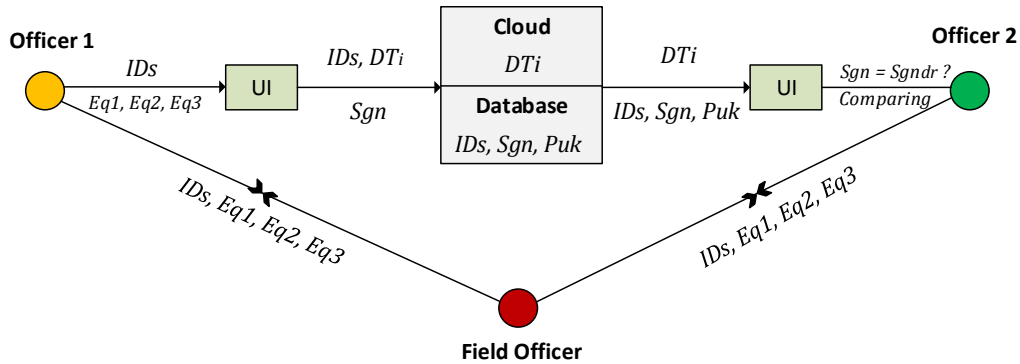 Officer 1
IDs
Eq1, Eq2, Eq3
UI
IDs, DTi
Sgn
Cloud
DTi
Database
IDs, Sgn, Puk
DTi
IDs, Sgn, Puk
UI
Sgn = Sgndr ?
Comparing
Officer 2
IDs, Eq1, Eq2, Eq3
IDs, Eq1, Eq2, Eq3
Field Officer